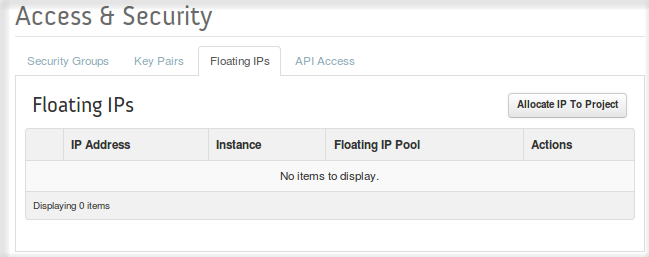 Access & Security
Security Groups Key Pairs Floating IPs API Access
Floating IPs Allocate IP To Project
IP Address Instance Floating IP Pool Actions
No items to display.
Displaying 0 items